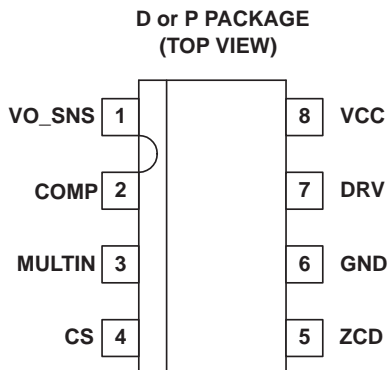 D or P PACKAGE
(TOP VIEW)
VO_SNS 1 8 VCC
COMP 2 7 DRV
MULTIN 3 6 GND
CS 4 5 ZCD